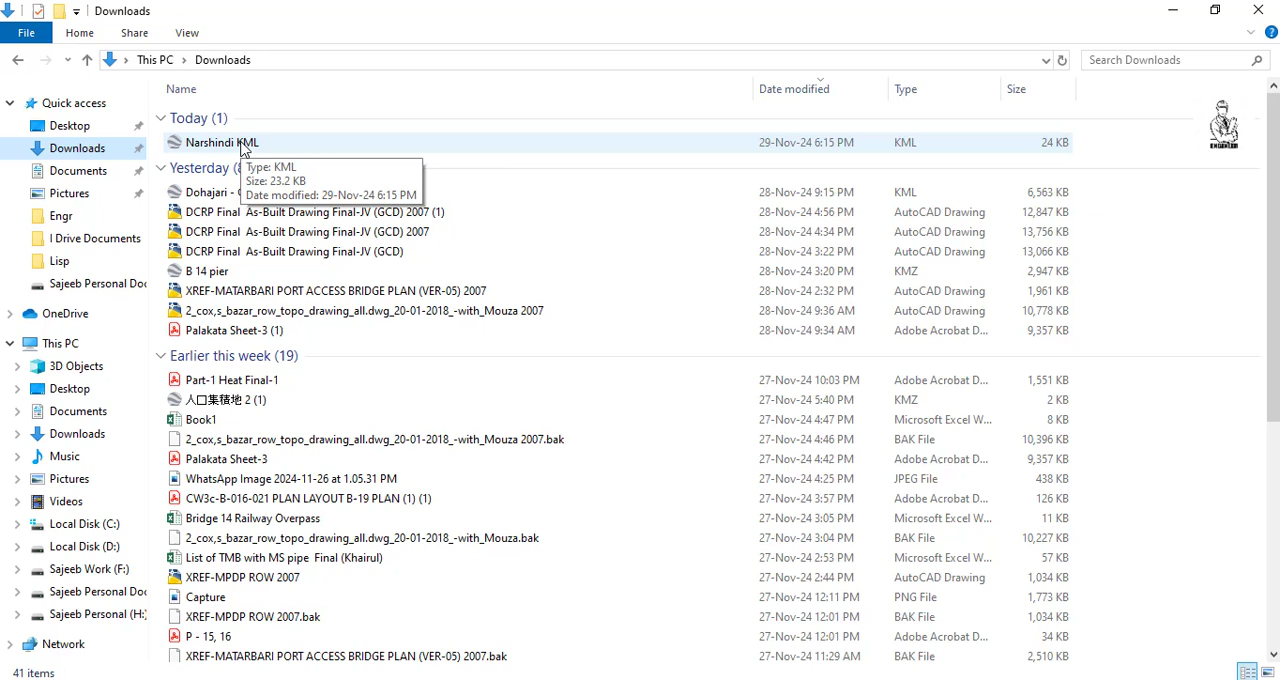 Downloads
File Home Share View
This PC Downloads Search Downloads
Name Date modified Type Size
Quick access
Desktop
Downloads
Documents
Pictures
Engr
I Drive Documents
Lisp
Sajeeb Personal Doc
OneDrive
This PC
3D Objects
Desktop
Documents
Downloads
Music
Pictures
Videos
Local Disk (C:)
Local Disk (D:)
Sajeeb Work (F:)
Sajeeb Personal Doc
Sajeeb Personal (H:)
Network
Today (1)
Narshindi KML 29-Nov-24 6:15 PM KML 24 KB
Type: KML
Size: 23.2 KB
Date modified: 29-Nov-24 6:15 PM
Yesterday (8
Dohajari - 28-Nov-24 9:15 PM KML 6,563 KB
DCRP Final As-Built Drawing Final-JV (GCD) 2007 (1) 28-Nov-24 4:56 PM AutoCAD Drawing 12,847 KB
DCRP Final As-Built Drawing Final-JV (GCD) 2007 28-Nov-24 4:34 PM AutoCAD Drawing 13,756 KB
DCRP Final As-Built Drawing Final-JV (GCD) 28-Nov-24 3:22 PM AutoCAD Drawing 13,066 KB
B 14 pier 28-Nov-24 3:20 PM KMZ 2,947 KB
XREF-MATARBARI PORT ACCESS BRIDGE PLAN (VER-05) 2007 28-Nov-24 2:32 PM AutoCAD Drawing 1,961 KB
2_cox,s_bazar_row_topo_drawing_all.dwg_20-01-2018_-with_Mouza 2007 28-Nov-24 9:36 AM AutoCAD Drawing 10,778 KB
Palakata Sheet-3 (1) 28-Nov-24 9:34 AM Adobe Acrobat D... 9,357 KB
Earlier this week (19)
Part-1 Heat Final-1 27-Nov-24 10:03 PM Adobe Acrobat D... 1,551 KB
人口集積地 2 (1) 27-Nov-24 5:40 PM KMZ 2 KB
Book1 27-Nov-24 4:47 PM Microsoft Excel W... 8 KB
2_cox,s_bazar_row_topo_drawing_all.dwg_20-01-2018_-with_Mouza 2007.bak 27-Nov-24 4:46 PM BAK File 10,396 KB
Palakata Sheet-3 27-Nov-24 4:42 PM Adobe Acrobat D... 9,357 KB
WhatsApp Image 2024-11-26 at 1.05.31 PM 27-Nov-24 4:25 PM JPEG File 438 KB
CW3c-B-016-021 PLAN LAYOUT B-19 PLAN (1) (1) 27-Nov-24 3:57 PM Adobe Acrobat D... 126 KB
Bridge 14 Railway Overpass 27-Nov-24 3:05 PM Microsoft Excel W... 11 KB
2_cox,s_bazar_row_topo_drawing_all.dwg_20-01-2018_-with_Mouza.bak 27-Nov-24 3:04 PM BAK File 10,227 KB
List of TMB with MS pipe Final (Khairul) 27-Nov-24 2:53 PM Microsoft Excel W... 57 KB
XREF-MPDP ROW 2007 27-Nov-24 2:44 PM AutoCAD Drawing 1,034 KB
Capture 27-Nov-24 12:11 PM PNG File 1,773 KB
XREF-MPDP ROW 2007.bak 27-Nov-24 12:01 PM BAK File 1,034 KB
P - 15, 16 27-Nov-24 12:01 PM Adobe Acrobat D... 34 KB
XREF-MATARBARI PORT ACCESS BRIDGE PLAN (VER-05) 2007.bak 27-Nov-24 11:29 AM BAK File 2,510 KB
41 items